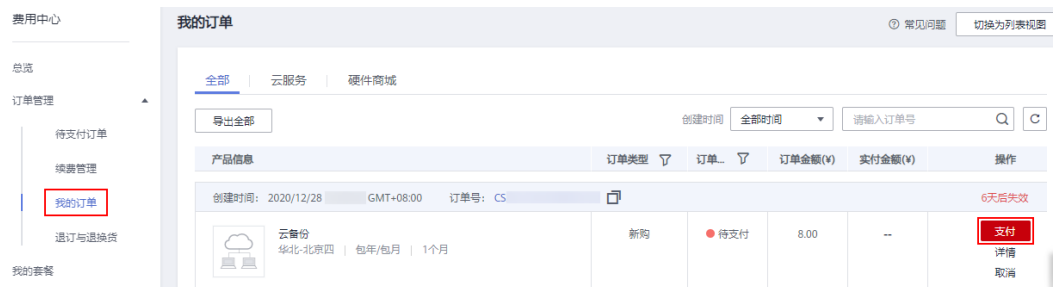 费用中心
我的订单
常见问题
切换为列表视图
总览
订单管理
待支付订单
续费管理
我的订单
退订与退换货
我的套餐
全部
云服务
硬件商城
导出全部
创建时间
全部时间
请输入订单号
产品信息
订单类型
订单...
订单金额(¥)
实付金额(¥)
操作
创建时间： 2020/12/28 GMT+08:00 订单号： CS
6天后失效
云备份
华北-北京四 | 包年/包月 | 1个月
新购
待支付
8.00
--
支付
详情
取消